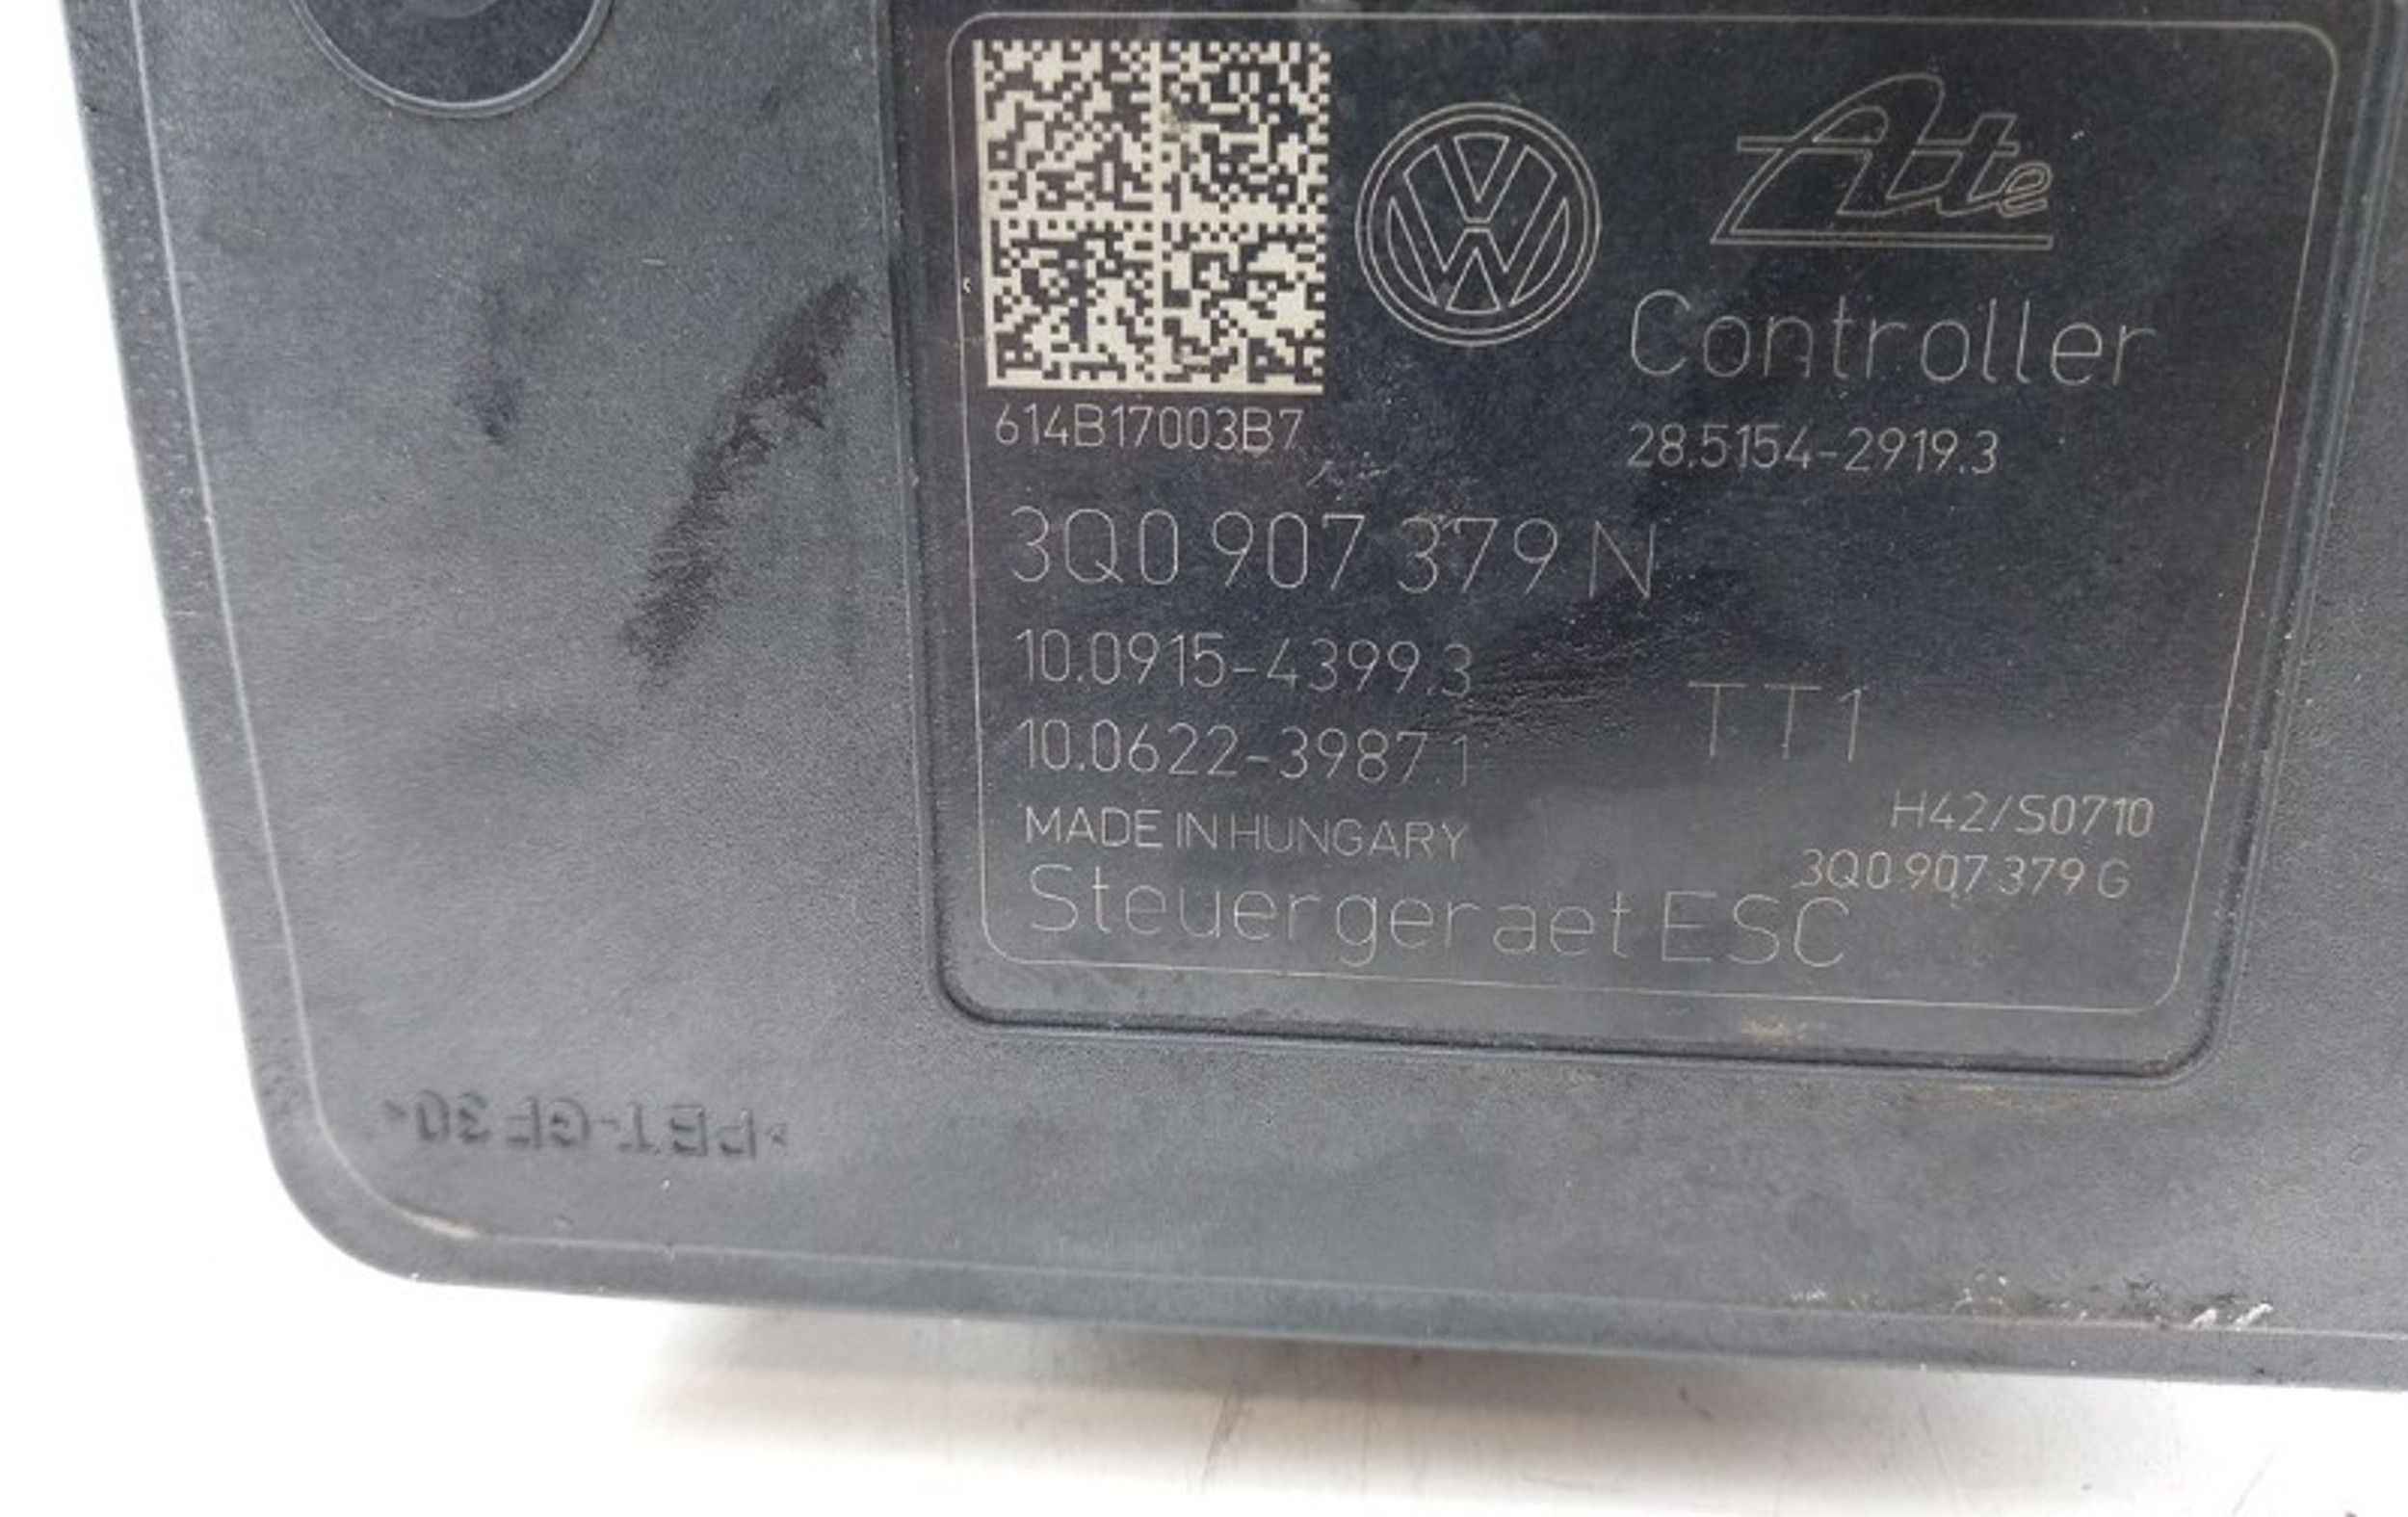 Ate
Controller
614B17003B7
28.5154-2919.3
3Q0 907 379 N
10.0915-4399.3
TT1
10.0622-3987.1
MADE IN HUNGARY
H42/S0710
3Q0 907 379 G
Steuergeraet ESC
>PBT-GF30<